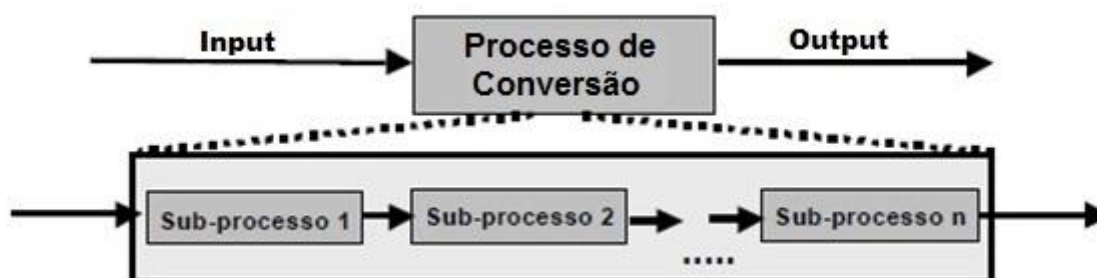 Input
Processo de
Conversão
Output
Sub-processo 1
Sub-processo 2
.....
Sub-processo n